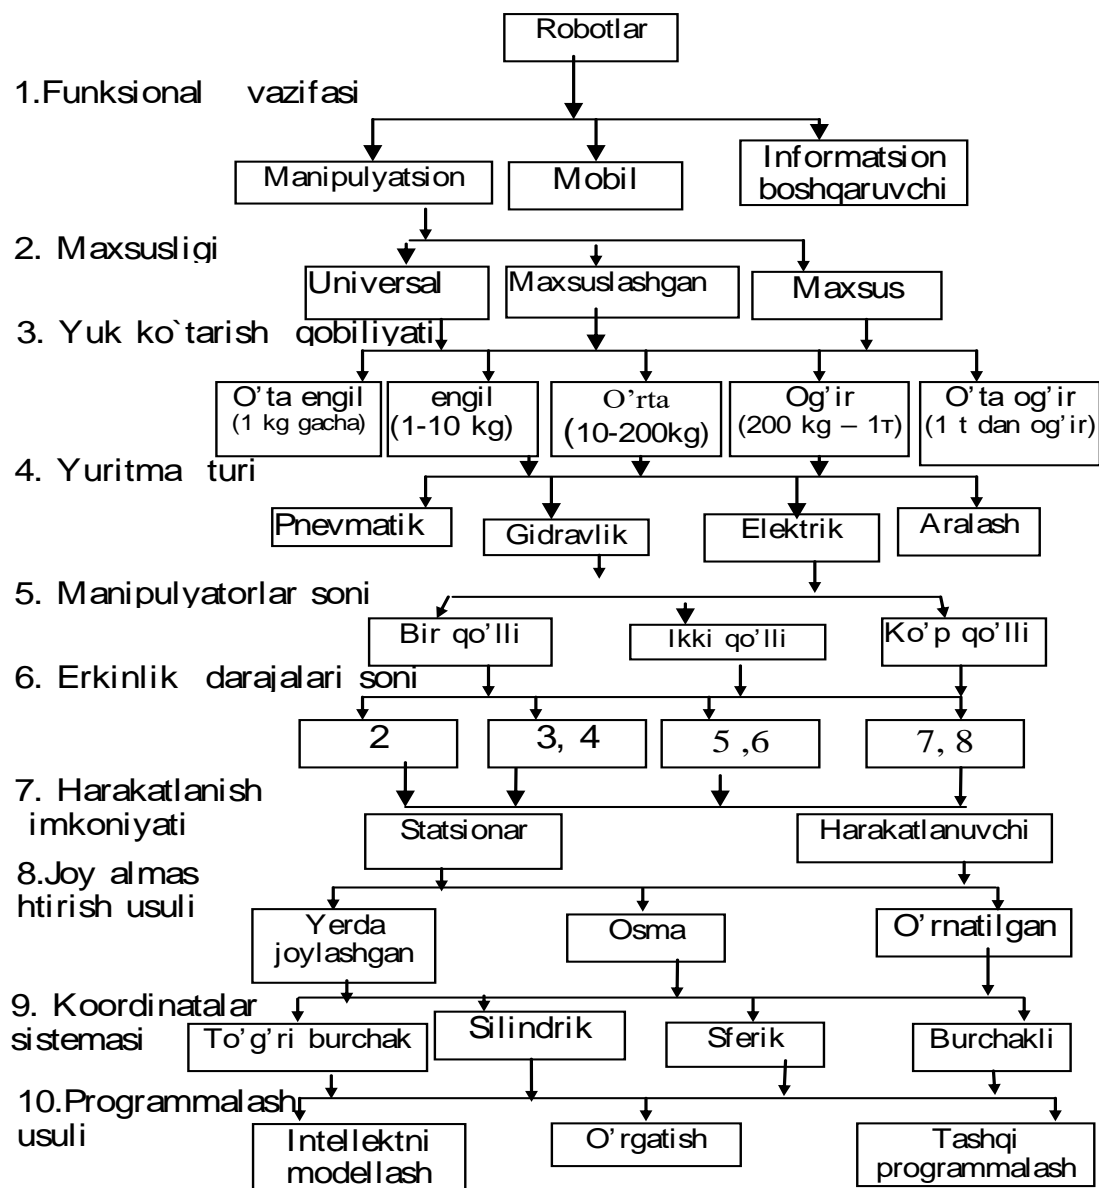 Robotlar
1.Funksional vazifasi
Manipulyatsion
Mobil
Informatsion
boshqaruvchi
2. Maxsusligi
Universal
Maxsuslashgan
Maxsus
3. Yuk ko`tarish qobiliyati
O’ta engil
(1 kg gacha)
engil
(1-10 kg)
O’rta
(10-200kg)
Og’ir
(200 kg – 1т)
O’ta og’ir
(1 t dan og’ir)
4. Yuritma turi
Pnevmatik
Gidravlik
Elektrik
Aralash
5. Manipulyatorlar soni
Bir qo’lli
Ikki qo’lli
Ko’p qo’lli
6. Erkinlik darajalari soni
2
3, 4
5 ,6
7, 8
7. Harakatlanish
imkoniyati
Statsionar
Harakatlanuvchi
8.Joy almas
htirish usuli
Yerda
joylashgan
Osma
O’rnatilgan
9. Koordinatalar
sistemasi
To’g’ri burchak
Silindrik
Sferik
Burchakli
10.Programmalash
usuli
Intellektni
modellash
O’rgatish
Tashqi
programmalash